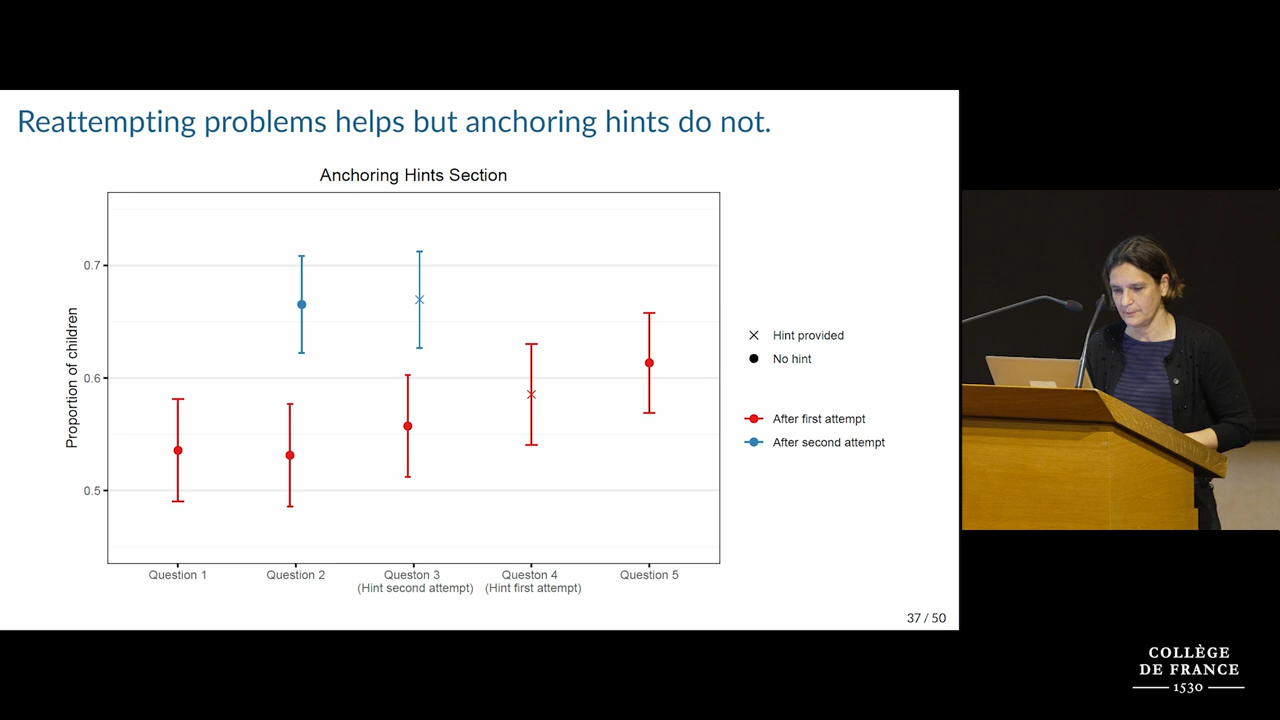 Reattempting problems helps but anchoring hints do not.
Anchoring Hints Section
Proportion of children
0.7
0.6
0.5
Question 1
Question 2
Queston 3
(Hint second attempt)
Queston 4
(Hint first attempt)
Question 5
Hint provided
No hint
After first attempt
After second attempt
37 / 50
COLLÈGE
DE FRANCE
1530